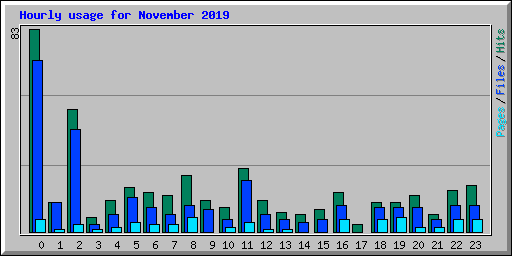 Hourly usage for November 2019
83
Pages / Files / Hits
0 1 2 3 4 5 6 7 8 9 10 11 12 13 14 15 16 17 18 19 20 21 22 23